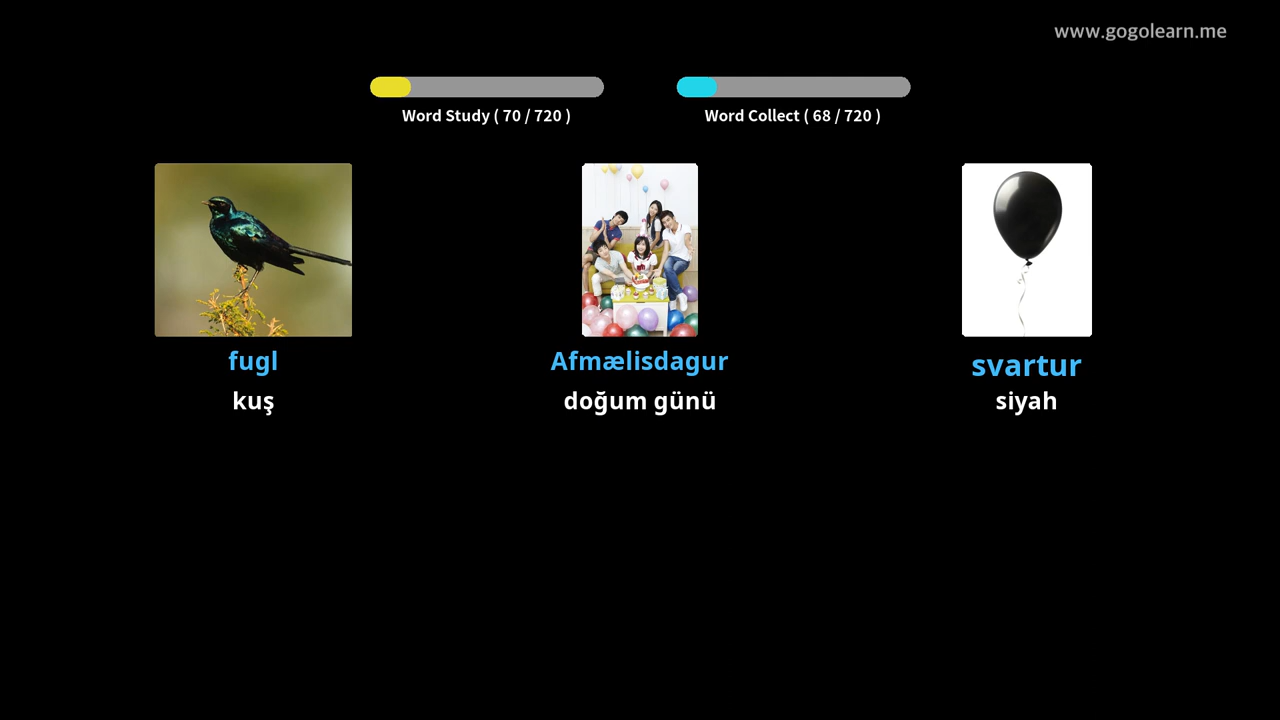 www.gogolearn.me
Word Study ( 70 / 720 )
Word Collect ( 68 / 720 )
fugl
Afmælisdagur
svartur
kuş
doğum günü
siyah